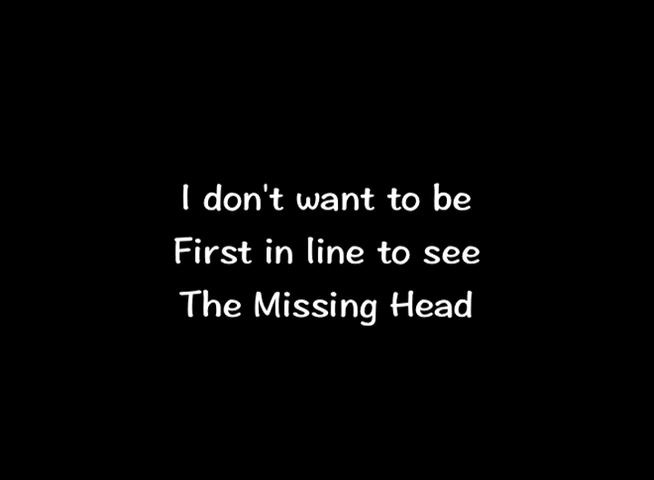 I don't want to be
First in line to see
The Missing Head